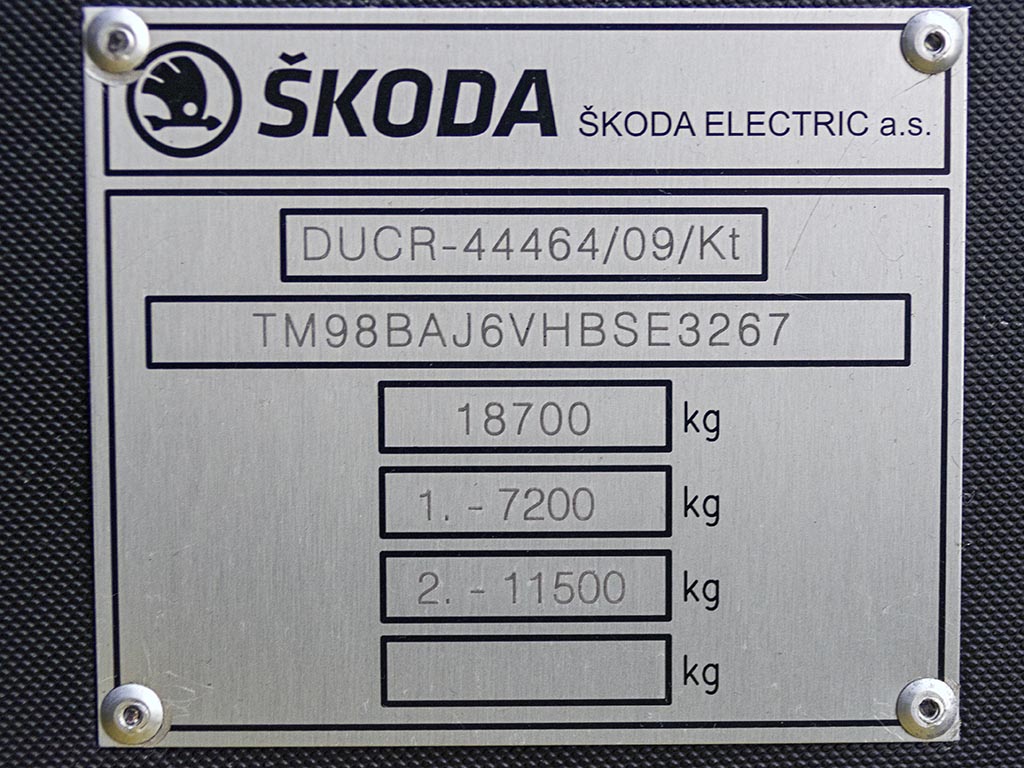 ŠKODA ŠKODA ELECTRIC a.s.
DUCR-44464/09/Kt
TM98BAJ6VHBSE3267
18700 kg
1. - 7200 kg
2. - 11500 kg
kg